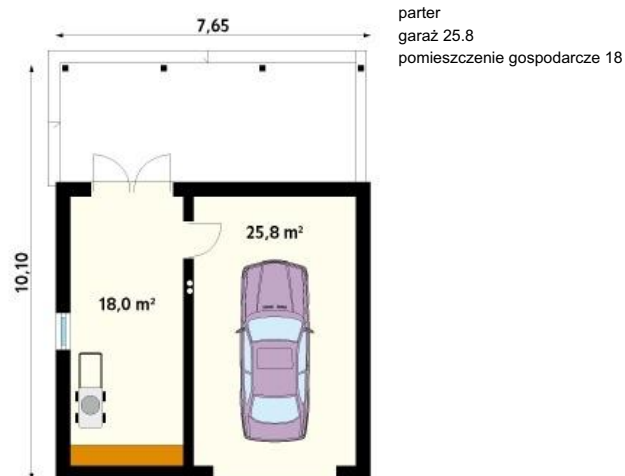 7,65
parter
garaż 25.8
pomieszczenie gospodarcze 18
10,10
25,8 m²
18,0 m²